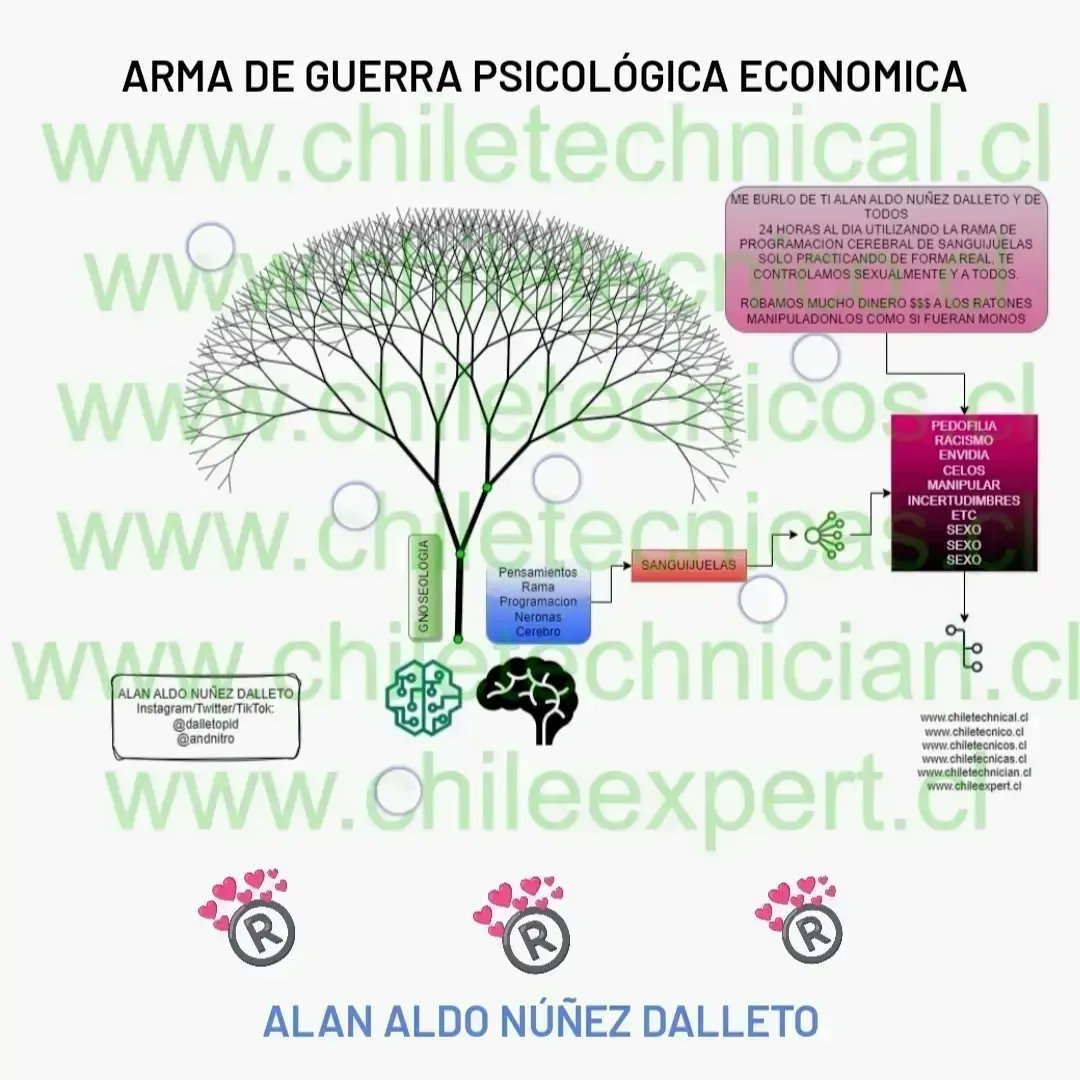 ARMA DE GUERRA PSICOLÓGICA ECONOMICA
www.chiletechnical.cl
ME BURLO DE TI ALAN ALDO NUÑEZ DALLETO Y DE
TODOS
24 HORAS AL DIA UTILIZANDO LA RAMA DE
PROGRAMACION CEREBRAL DE SANGUIJUELAS
SOLO PRACTICANDO DE FORMA REAL, TE
CONTROLAMOS SEXUALMENTE Y A TODOS.
ROBAMOS MUCHO DINERO $$$ A LOS RATONES
MANIPULADONLOS COMO SI FUERAN MONOS
www.chiletecnicos.cl
PEDOFILIA
RACISMO
ENVIDIA
CELOS
MANIPULAR
INCERTUDIMBRES
ETC
SEXO
SEXO
SEXO
www.chiletecnicas.cl
GNOSEOLOGIA
Pensamientos
Rama
Programacion
Neronas
Cerebro
SANGUIJUELAS
www.chiletechnician.cl
ALAN ALDO NUÑEZ DALLETO
Instagram/Twitter/TikTok:
@dalletopid
@andnitro
www.chiletechnical.cl
www.chiletecnico.cl
www.chiletecnicos.cl
www.chiletecnicas.cl
www.chiletechnician.cl
www.chileexpert.cl
www.chileexpert.cl
R
R
R
ALAN ALDO NÚÑEZ DALLETO